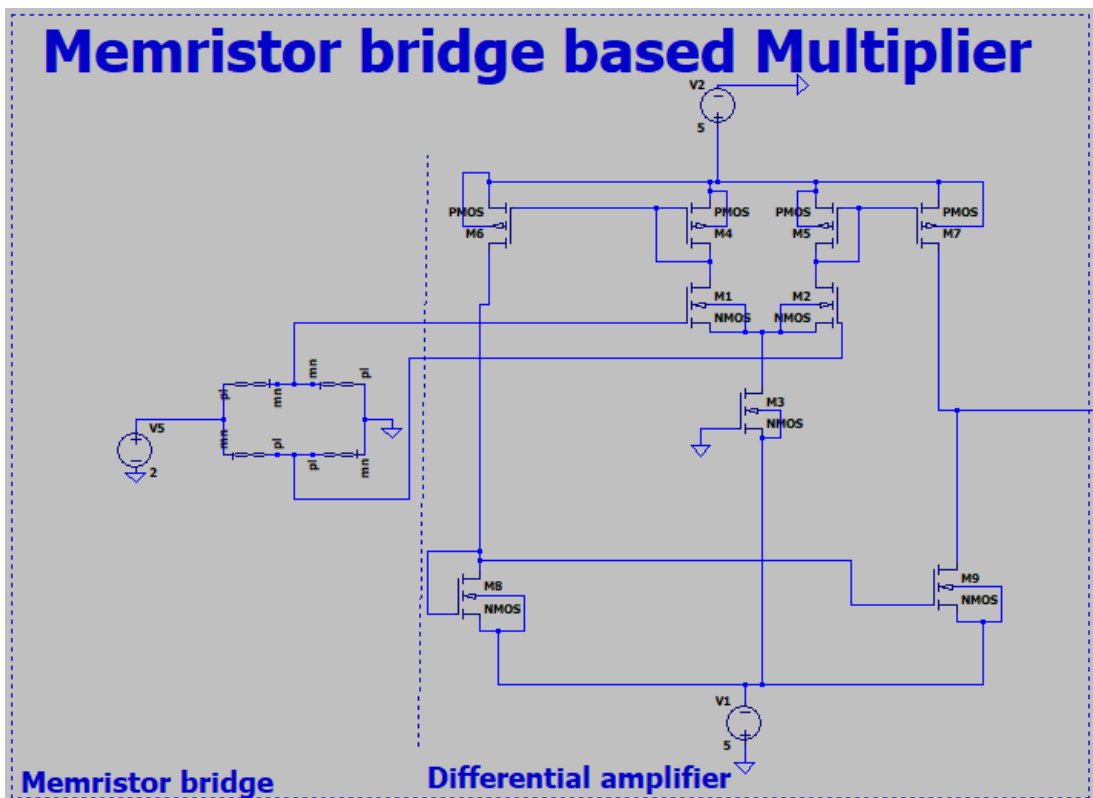 Memristor bridge based Multiplier
V2
5
PMOS
M6
PMOS
M4
PMOS
M5
PMOS
M7
M1
NMOS
M2
NMOS
mn
pl
pl
mn
V5
2
mn
pl
pl
mn
M3
NMOS
M8
NMOS
M9
NMOS
V1
5
Memristor bridge
Differential amplifier